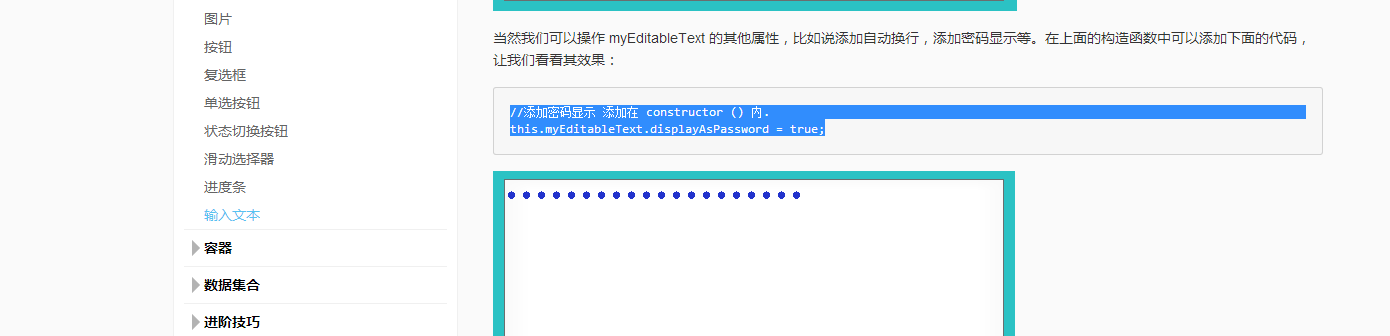 图片
按钮
复选框
单选按钮
状态切换按钮
滑动选择器
进度条
输入文本
容器
数据集合
进阶技巧
当然我们可以操作 myEditableText 的其他属性，比如说添加自动换行，添加密码显示等。在上面的构造函数中可以添加下面的代码，
让我们看看其效果：
//添加密码显示 添加在 constructor () 内.
this.myEditableText.displayAsPassword = true;